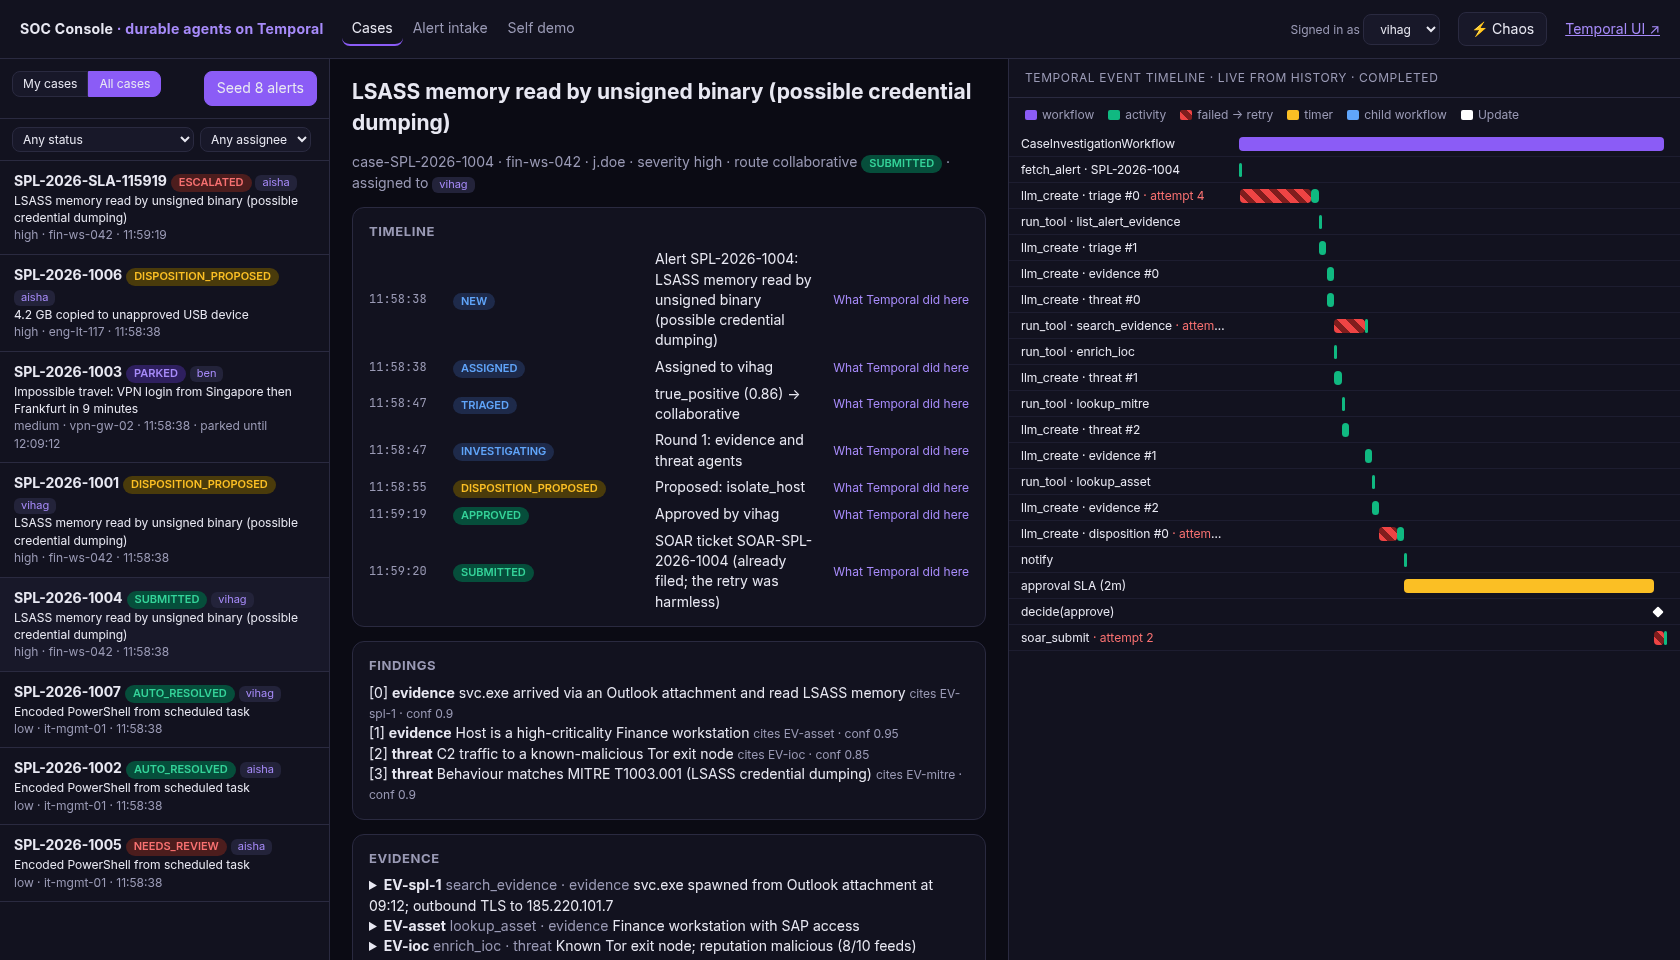 SOC Console · durable agents on Temporal
Cases
Alert intake
Self demo
Signed in as
vihag
⚡ Chaos
Temporal UI ↗
My cases
All cases
Seed 8 alerts
Any status
Any assignee
SPL-2026-SLA-115919 ESCALATED aisha
LSASS memory read by unsigned binary (possible
credential dumping)
high · fin-ws-042 · 11:59:19
SPL-2026-1006 DISPOSITION_PROPOSED
aisha
4.2 GB copied to unapproved USB device
high · eng-lt-117 · 11:58:38
SPL-2026-1003 PARKED ben
Impossible travel: VPN login from Singapore then
Frankfurt in 9 minutes
medium · vpn-gw-02 · 11:58:38 · parked until
12:09:12
SPL-2026-1001 DISPOSITION_PROPOSED
vihag
LSASS memory read by unsigned binary (possible
credential dumping)
high · fin-ws-042 · 11:58:38
SPL-2026-1004 SUBMITTED vihag
LSASS memory read by unsigned binary (possible
credential dumping)
high · fin-ws-042 · 11:58:38
SPL-2026-1007 AUTO_RESOLVED vihag
Encoded PowerShell from scheduled task
low · it-mgmt-01 · 11:58:38
SPL-2026-1002 AUTO_RESOLVED aisha
Encoded PowerShell from scheduled task
low · it-mgmt-01 · 11:58:38
SPL-2026-1005 NEEDS_REVIEW aisha
Encoded PowerShell from scheduled task
low · it-mgmt-01 · 11:58:38
LSASS memory read by unsigned binary (possible credential
dumping)
case-SPL-2026-1004 · fin-ws-042 · j.doe · severity high · route collaborative SUBMITTED ·
assigned to vihag
TIMELINE
11:58:38 NEW
Alert SPL-2026-1004:
LSASS memory read by
unsigned binary
(possible credential
dumping)
What Temporal did here
11:58:38 ASSIGNED Assigned to vihag What Temporal did here
11:58:47 TRIAGED
true_positive (0.86) →
collaborative
What Temporal did here
11:58:47 INVESTIGATING
Round 1: evidence and
threat agents
What Temporal did here
11:58:55 DISPOSITION_PROPOSED Proposed: isolate_host What Temporal did here
11:59:19 APPROVED Approved by vihag What Temporal did here
11:59:20 SUBMITTED
SOAR ticket SOAR-SPL-
2026-1004 (already
filed; the retry was
harmless)
What Temporal did here
FINDINGS
[0] evidence svc.exe arrived via an Outlook attachment and read LSASS memory cites EV-
spl-1 · conf 0.9
[1] evidence Host is a high-criticality Finance workstation cites EV-asset · conf 0.95
[2] threat C2 traffic to a known-malicious Tor exit node cites EV-ioc · conf 0.85
[3] threat Behaviour matches MITRE T1003.001 (LSASS credential dumping) cites EV-mitre ·
conf 0.9
EVIDENCE
▶ EV-spl-1 search_evidence · evidence svc.exe spawned from Outlook attachment at
09:12; outbound TLS to 185.220.101.7
▶ EV-asset lookup_asset · evidence Finance workstation with SAP access
▶ EV-ioc enrich_ioc · threat Known Tor exit node; reputation malicious (8/10 feeds)
TEMPORAL EVENT TIMELINE · LIVE FROM HISTORY · COMPLETED
workflow
activity
failed → retry
timer
child workflow
Update
CaseInvestigationWorkflow
fetch_alert · SPL-2026-1004
llm_create · triage #0 · attempt 4
run_tool · list_alert_evidence
llm_create · triage #1
llm_create · evidence #0
llm_create · threat #0
run_tool · search_evidence · attem...
run_tool · enrich_ioc
llm_create · threat #1
run_tool · lookup_mitre
llm_create · threat #2
llm_create · evidence #1
run_tool · lookup_asset
llm_create · evidence #2
llm_create · disposition #0 · attem...
notify
approval SLA (2m)
decide(approve)
soar_submit · attempt 2